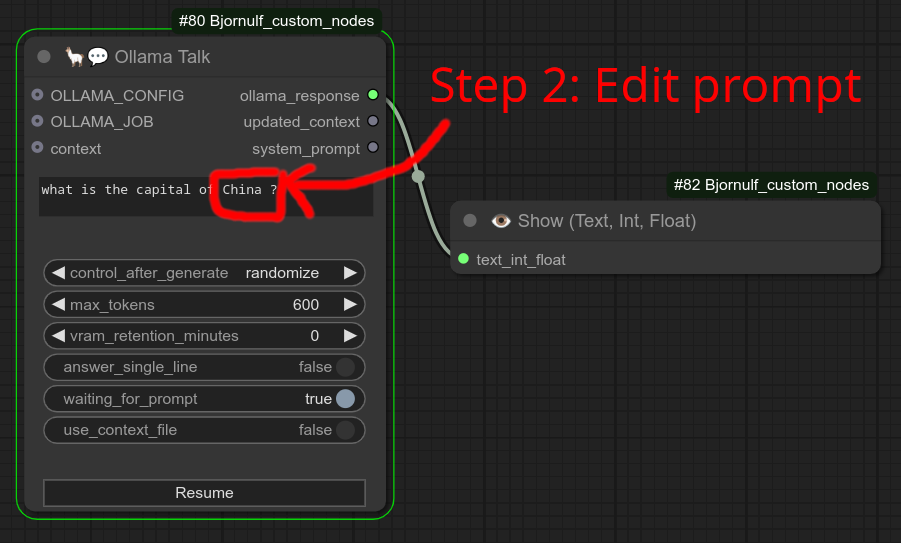 #80 Bjornulf_custom_nodes
🦙💬 Ollama Talk
OLLAMA_CONFIG ollama_response
OLLAMA_JOB updated_context
context system_prompt
what is the capital of China ?
control_after_generate randomize
max_tokens 600
vram_retention_minutes 0
answer_single_line false
waiting_for_prompt true
use_context_file false
Resume
Step 2: Edit prompt
#82 Bjornulf_custom_nodes
👁 Show (Text, Int, Float)
text_int_float